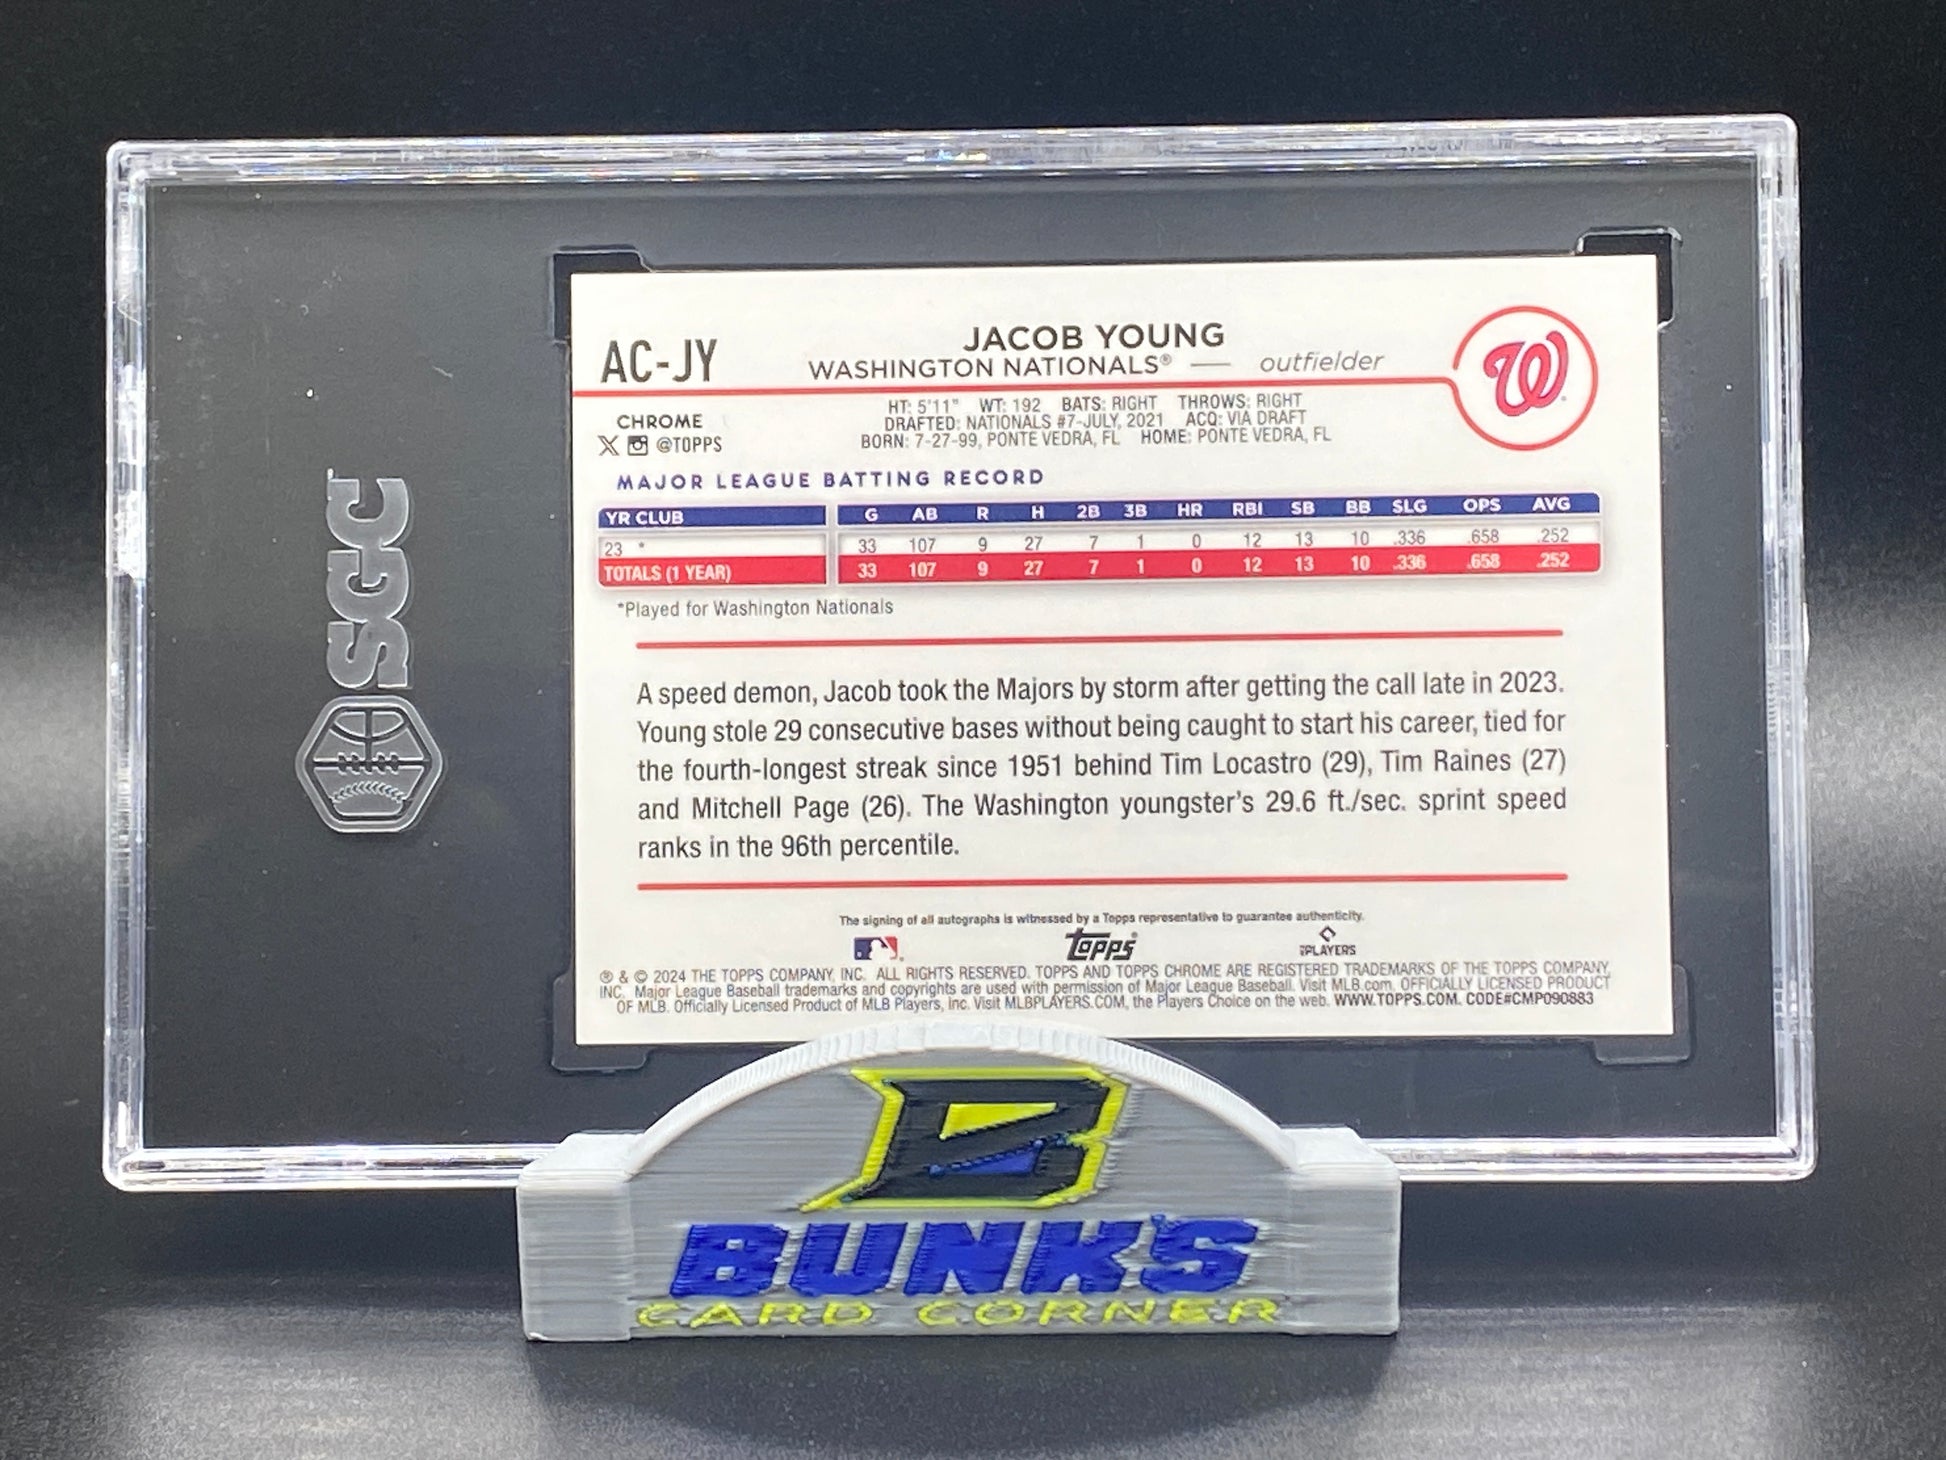 SGC
AC-JY
JACOB YOUNG
WASHINGTON NATIONALS® — outfielder
W
CHROME
@TOPPS
HT: 5'11" WT: 192 BATS: RIGHT THROWS: RIGHT
DRAFTED: NATIONALS #7-JULY, 2021 ACQ: VIA DRAFT
BORN: 7-27-99, PONTE VEDRA, FL HOME: PONTE VEDRA, FL
MAJOR LEAGUE BATTING RECORD
YR CLUB G AB R H 2B 3B HR RBI SB BB SLG OPS AVG
23 * 33 107 9 27 7 1 0 12 13 10 .336 .658 .252
TOTALS (1 YEAR) 33 107 9 27 7 1 0 12 13 10 .336 .658 .252
*Played for Washington Nationals
A speed demon, Jacob took the Majors by storm after getting the call late in 2023.
Young stole 29 consecutive bases without being caught to start his career, tied for
the fourth-longest streak since 1951 behind Tim Locastro (29), Tim Raines (27)
and Mitchell Page (26). The Washington youngster's 29.6 ft./sec. sprint speed
ranks in the 96th percentile.
The signing of all autographs is witnessed by a Topps representative to guarantee authenticity.
Topps®
PLAYERS
® & © 2024 THE TOPPS COMPANY, INC. ALL RIGHTS RESERVED. TOPPS AND TOPPS CHROME ARE REGISTERED TRADEMARKS OF THE TOPPS COMPANY,
INC. Major League Baseball trademarks and copyrights are used with permission of Major League Baseball. Visit MLB.com. OFFICIALLY LICENSED PRODUCT
OF MLB. Officially Licensed Product of MLB Players, Inc. Visit MLBPLAYERS.COM, the Players Choice on the web. WWW.TOPPS.COM. CODE#CMP090883
B
BUNK'S
CARD CORNER